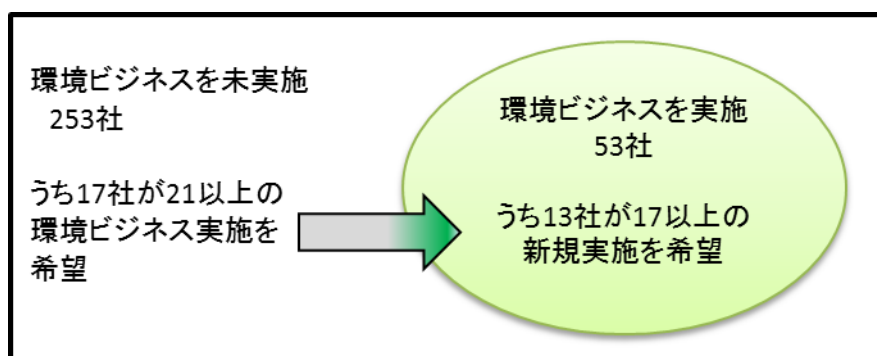 環境ビジネスを未実施
253社
うち17社が21以上の
環境ビジネス実施を
希望
環境ビジネスを実施
53社
うち13社が17以上の
新規実施を希望